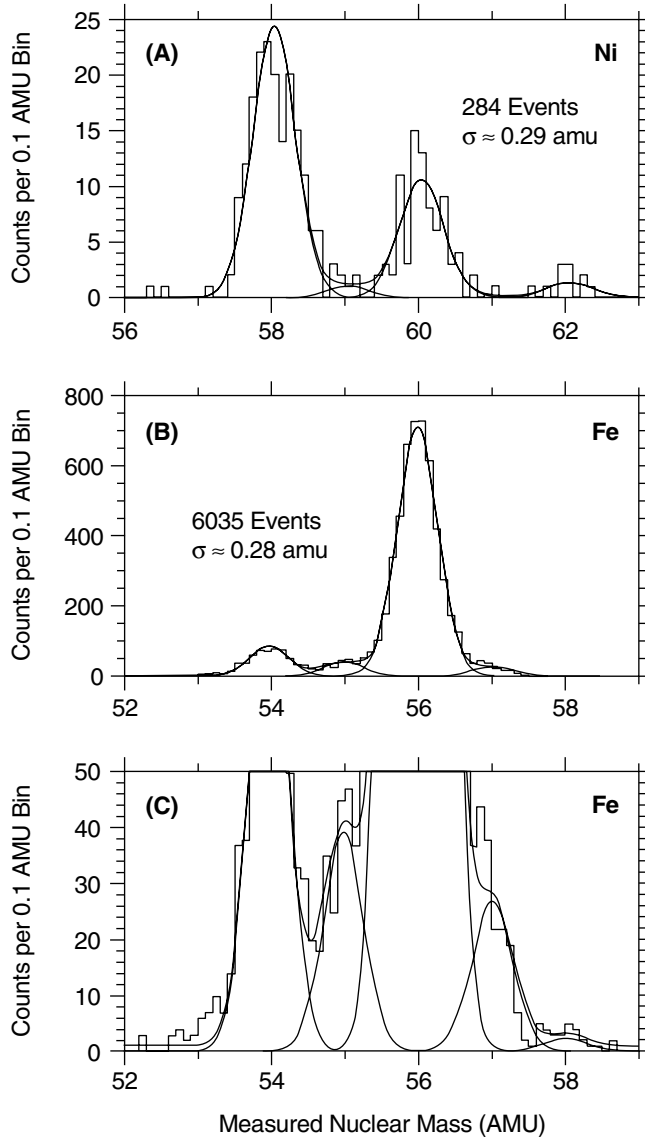 (A)
Ni
284 Events
σ ≈ 0.29 amu
Counts per 0.1 AMU Bin
25
20
15
10
5
0
56 58 60 62
(B)
Fe
6035 Events
σ ≈ 0.28 amu
Counts per 0.1 AMU Bin
800
600
400
200
0
52 54 56 58
(C)
Fe
Counts per 0.1 AMU Bin
50
40
30
20
10
0
52 54 56 58
Measured Nuclear Mass (AMU)